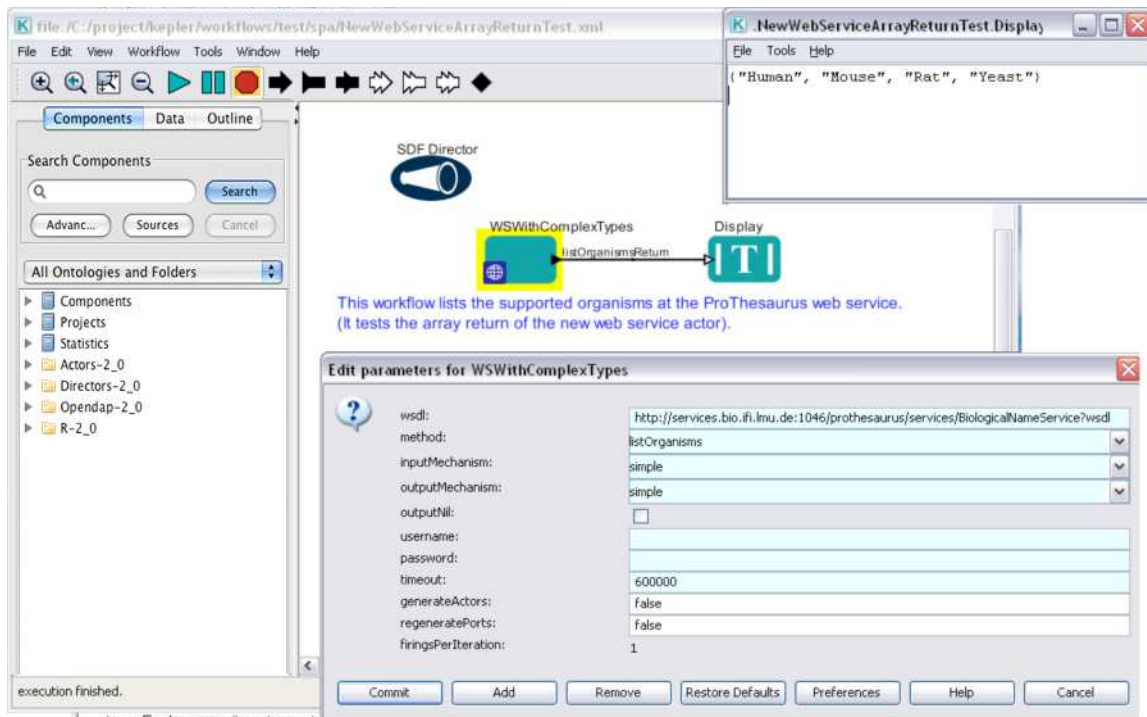 file:/C:/project/kepler/workflows/test/spa/NewWebServiceArrayReturnTest.xml
File Edit View Workflow Tools Window Help
Components Data Outline
Search Components
Search
Advanc... Sources Cancel
All Ontologies and Folders
Components
Projects
Statistics
Actors-2_0
Directors-2_0
Opendap-2_0
R-2_0
execution finished.
SDF Director
WSWithComplexTypes
listOrganismsReturn
Display
T
This workflow lists the supported organisms at the ProThesaurus web service.
(It tests the array return of the new web service actor).
.NewWebServiceArrayReturnTest.Display
File Tools Help
{"Human", "Mouse", "Rat", "Yeast"}
Edit parameters for WSWithComplexTypes
wsdl: http://services.bio.ifi.lmu.de:1046/prothesaurus/services/BiologicalNameService?wsdl
method: listOrganisms
inputMechanism: simple
outputMechanism: simple
outputNil:
username:
password:
timeout: 600000
generateActors: false
regeneratePorts: false
firingsPerIteration: 1
Commit Add Remove Restore Defaults Preferences Help Cancel